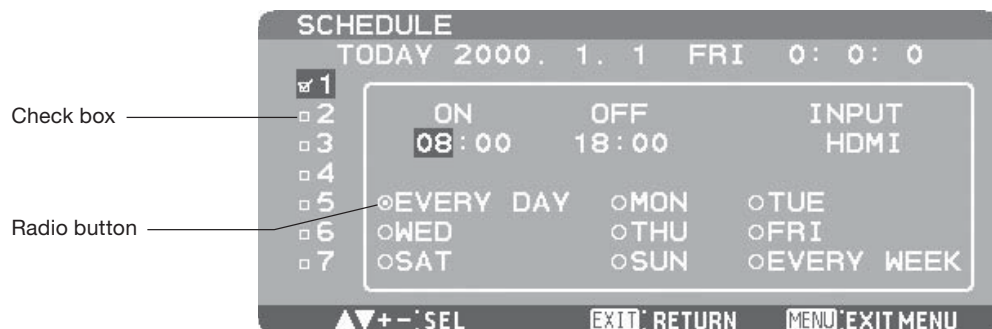 SCHEDULE
TODAY 2000. 1. 1 FRI 0: 0: 0
1
Check box
2 ON OFF INPUT
3 08:00 18:00 HDMI
4
5 EVERY DAY MON TUE
Radio button
6 WED THU FRI
7 SAT SUN EVERY WEEK
▲▼+-:SEL EXIT: RETURN MENU:EXIT MENU